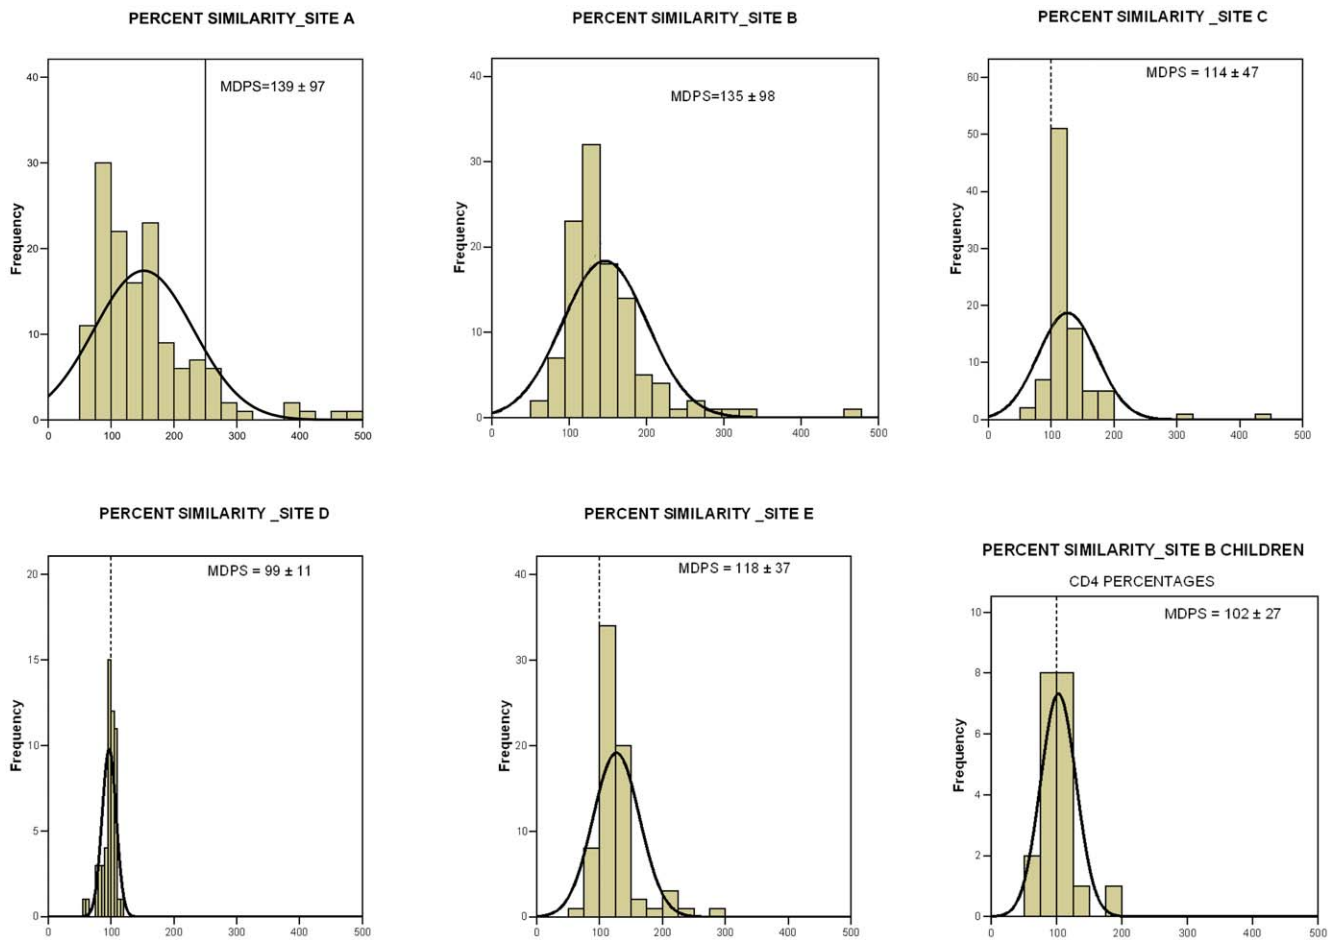 PERCENT SIMILARITY_SITE A
MDPS=139 ± 97
Frequency
40
30
20
10
0
0 100 200 300 400 500
PERCENT SIMILARITY_SITE B
MDPS=135 ± 98
Frequency
40
30
20
10
0
0 100 200 300 400 500
PERCENT SIMILARITY _SITE C
MDPS = 114 ± 47
Frequency
60
50
40
30
20
10
0
0 100 200 300 400 500
PERCENT SIMILARITY _SITE D
MDPS = 99 ± 11
20
15
10
5
0
Frequency
0 100 200 300 400 500
PERCENT SIMILARITY _SITE E
MDPS = 118 ± 37
Frequency
40
30
20
10
0
0 100 200 300 400 500
PERCENT SIMILARITY_SITE B CHILDREN
CD4 PERCENTAGES
MDPS = 102 ± 27
Frequency
10
8
6
4
2
0
0 100 200 300 400 500